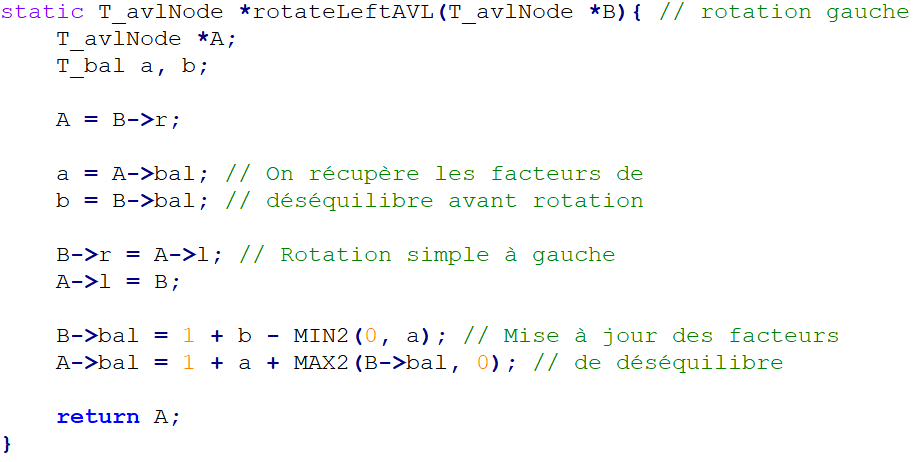 static T_avlNode *rotateLeftAVL(T_avlNode *B){ // rotation gauche
    T_avlNode *A;
    T_bal a, b;

    A = B->r;

    a = A->bal; // On récupère les facteurs de
    b = B->bal; // déséquilibre avant rotation

    B->r = A->l; // Rotation simple à gauche
    A->l = B;

    B->bal = 1 + b - MIN2(0, a); // Mise à jour des facteurs
    A->bal = 1 + a + MAX2(B->bal, 0); // de déséquilibre

    return A;
}